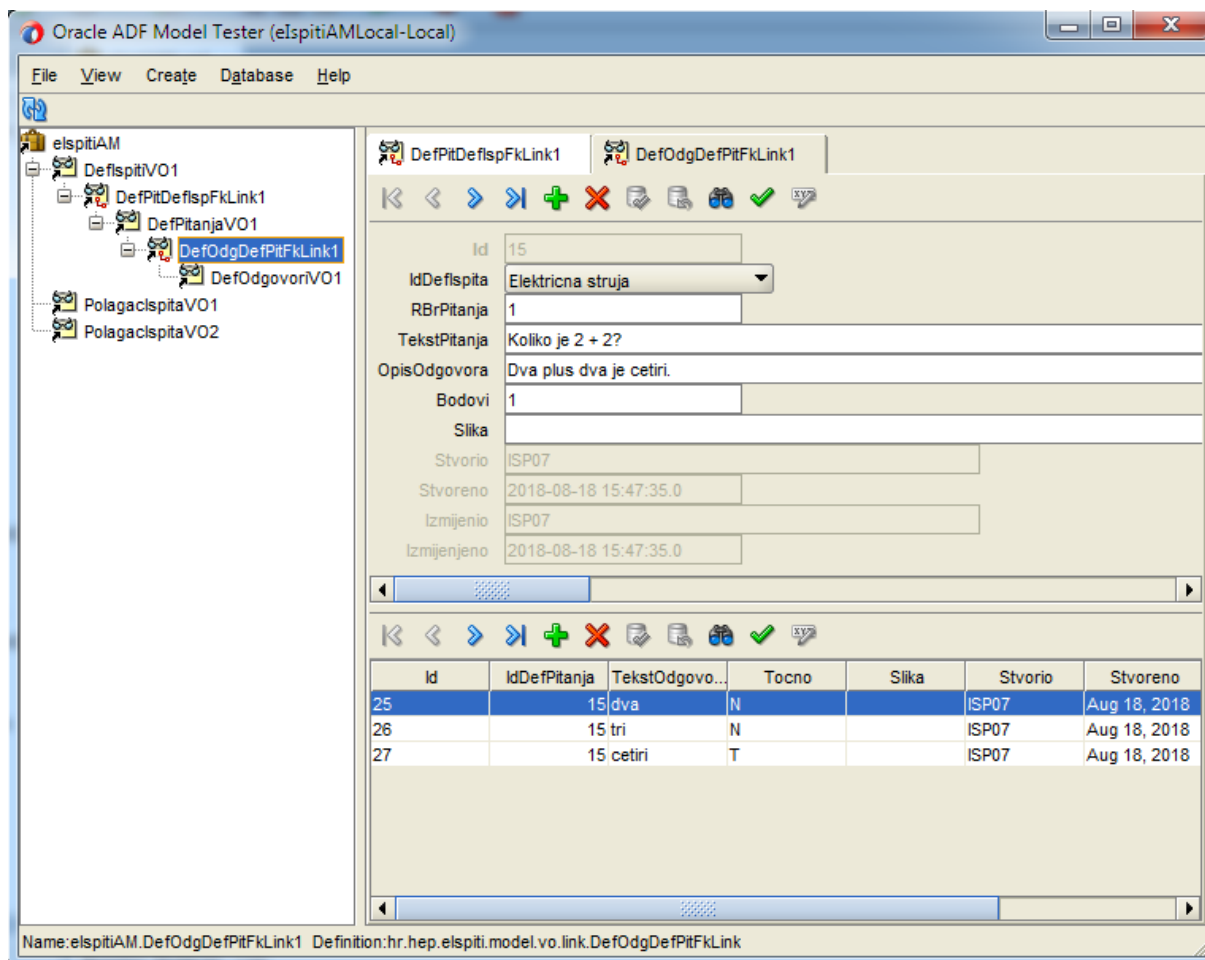 Oracle ADF Model Tester (eIspitiAMLocal-Local)
File View Create Database Help
eIspitiAM
DefIspitiVO1
DefPitDefIspFkLink1
DefPitanjaVO1
DefOdgDefPitFkLink1
DefOdgovoriVO1
PolagacIspitaVO1
PolagacIspitaVO2
DefPitDefIspFkLink1 DefOdgDefPitFkLink1
Id 15
IdDefIspita Elektricna struja
RBrPitanja 1
TekstPitanja Koliko je 2 + 2?
OpisOdgovora Dva plus dva je cetiri.
Bodovi 1
Slika
Stvorio ISP07
Stvoreno 2018-08-18 15:47:35.0
Izmijenio ISP07
Izmijenjeno 2018-08-18 15:47:35.0
Id IdDefPitanja TekstOdgovo... Tocno Slika Stvorio Stvoreno
25 15 dva N ISP07 Aug 18, 2018
26 15 tri N ISP07 Aug 18, 2018
27 15 cetiri T ISP07 Aug 18, 2018
Name:eIspitiAM.DefOdgDefPitFkLink1 Definition:hr.hep.eIspiti.model.vo.link.DefOdgDefPitFkLink